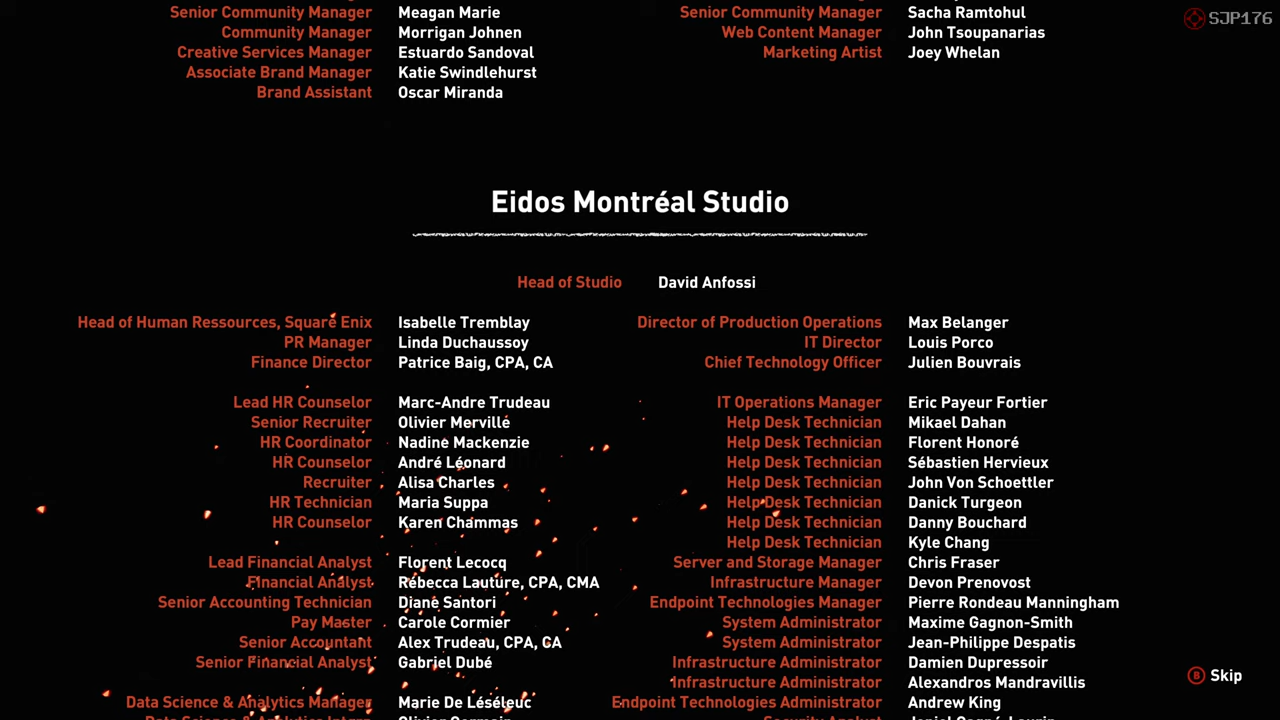 Senior Community Manager Meagan Marie
Community Manager Morrigan Johnen
Creative Services Manager Estuardo Sandoval
Associate Brand Manager Katie Swindlehurst
Brand Assistant Oscar Miranda
Senior Community Manager Sacha Ramtohul
Web Content Manager John Tsoupanarias
Marketing Artist Joey Whelan
SJP176
Eidos Montréal Studio
Head of Studio David Anfossi
Head of Human Ressources, Square Enix Isabelle Tremblay
PR Manager Linda Duchaussoy
Finance Director Patrice Baig, CPA, CA
Lead HR Counselor Marc-Andre Trudeau
Senior Recruiter Olivier Mervillé
HR Coordinator Nadine Mackenzie
HR Counselor André Léonard
Recruiter Alisa Charles
HR Technician Maria Suppa
HR Counselor Karen Chammas
Lead Financial Analyst Florent Lecocq
Financial Analyst Rébecca Lauture, CPA, CMA
Senior Accounting Technician Diane Santori
Pay Master Carole Cormier
Senior Accountant Alex Trudeau, CPA, CA
Senior Financial Analyst Gabriel Dubé
Data Science & Analytics Manager Marie De Léséleuc
Director of Production Operations Max Belanger
IT Director Louis Porco
Chief Technology Officer Julien Bouvrais
IT Operations Manager Eric Payeur Fortier
Help Desk Technician Mikael Dahan
Help Desk Technician Florent Honoré
Help Desk Technician Sébastien Hervieux
Help Desk Technician John Von Schoettler
Help Desk Technician Danick Turgeon
Help Desk Technician Danny Bouchard
Help Desk Technician Kyle Chang
Server and Storage Manager Chris Fraser
Infrastructure Manager Devon Prenovost
Endpoint Technologies Manager Pierre Rondeau Manningham
System Administrator Maxime Gagnon-Smith
System Administrator Jean-Philippe Despatis
Infrastructure Administrator Damien Dupressoir
Infrastructure Administrator Alexandros Mandravillis
Endpoint Technologies Administrator Andrew King
B Skip